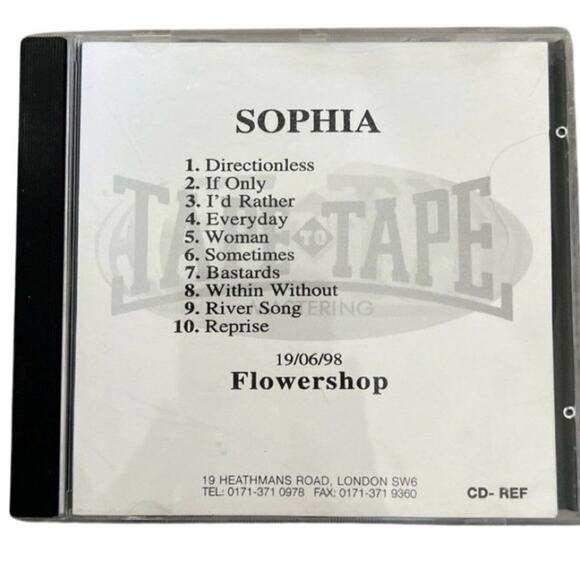 SOPHIA
1. Directionless
2. If Only
3. I'd Rather
4. Everyday
5. Woman
6. Sometimes
7. Bastards
8. Within Without
9. River Song
10. Reprise
TAPE TO TAPE
MASTERING
19/06/98
Flowershop
19 HEATHMANS ROAD, LONDON SW6
TEL: 0171-371 0978 FAX: 0171-371 9360
CD- REF